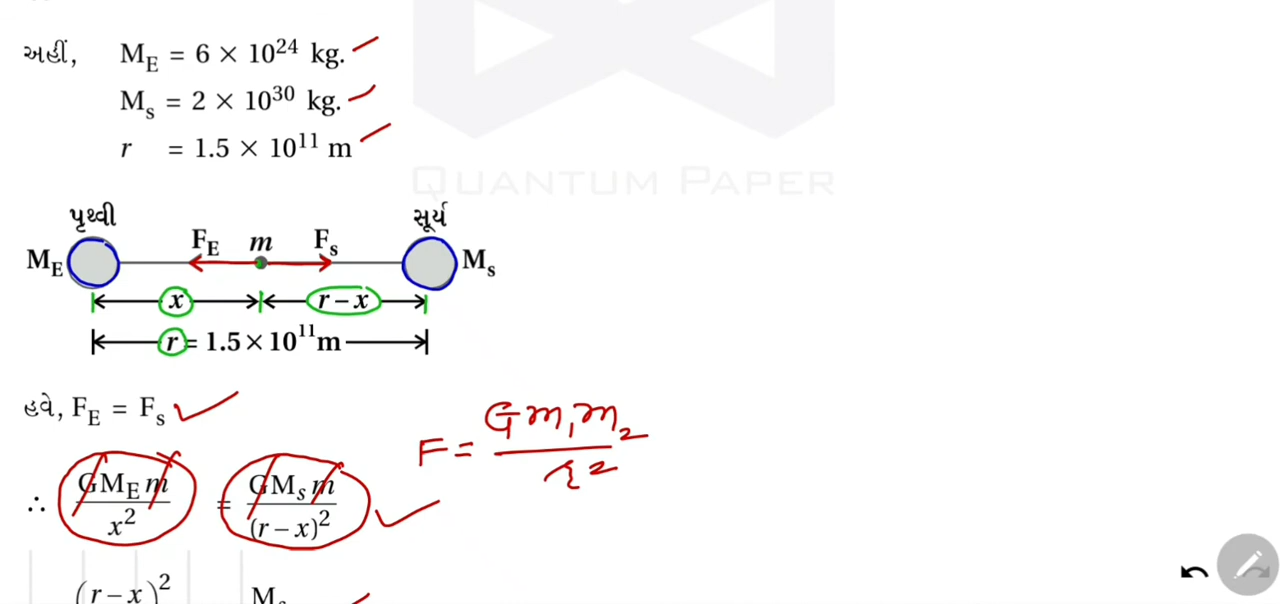 અહીં, M_E = 6 × 10^24 kg.
M_s = 2 × 10^30 kg.
r = 1.5 × 10^11 m
QUANTUM PAPER
પૃથ્વી સૂર્ય
M_E F_E m F_s M_s
x r – x
r = 1.5 × 10^11 m
હવે, F_E = F_s
F = Gm₁m₂ / r²
∴ GM_E m / x² = GM_s m / (r – x)²
(r – x)² M